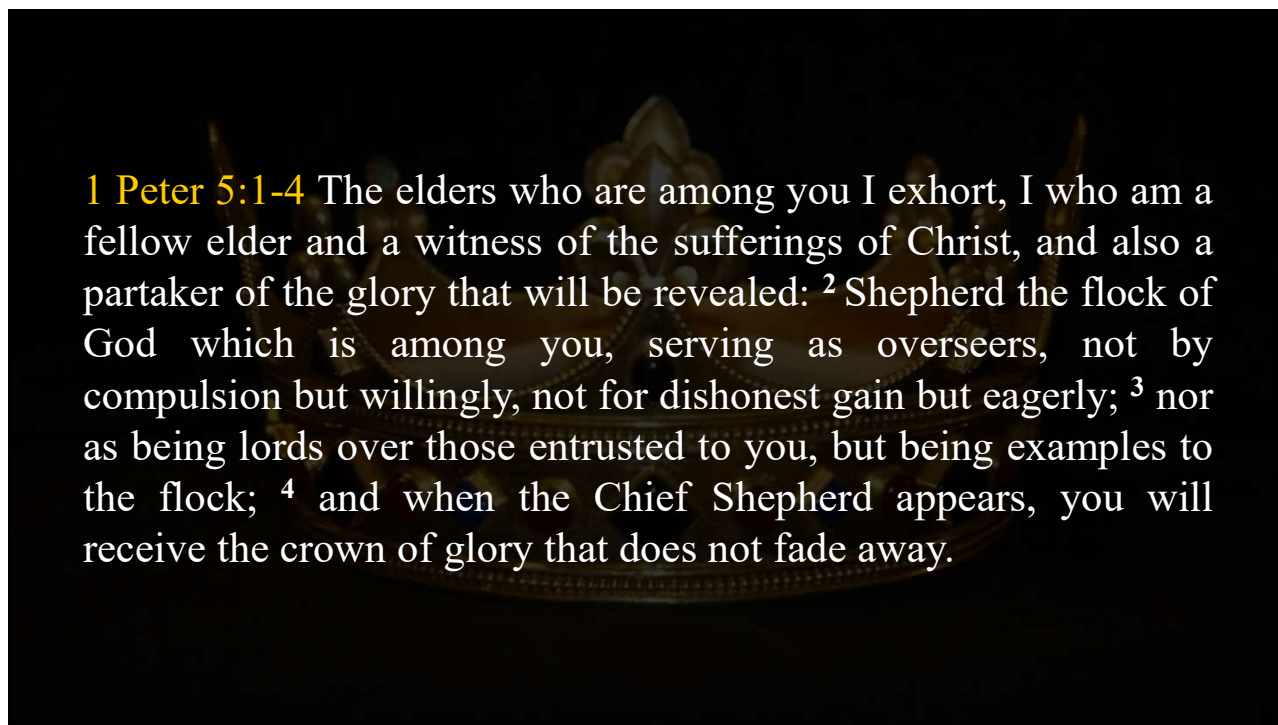 1 Peter 5:1-4 The elders who are among you I exhort, I who am a
fellow elder and a witness of the sufferings of Christ, and also a
partaker of the glory that will be revealed: ² Shepherd the flock of
God which is among you, serving as overseers, not by
compulsion but willingly, not for dishonest gain but eagerly; ³ nor
as being lords over those entrusted to you, but being examples to
the flock; ⁴ and when the Chief Shepherd appears, you will
receive the crown of glory that does not fade away.